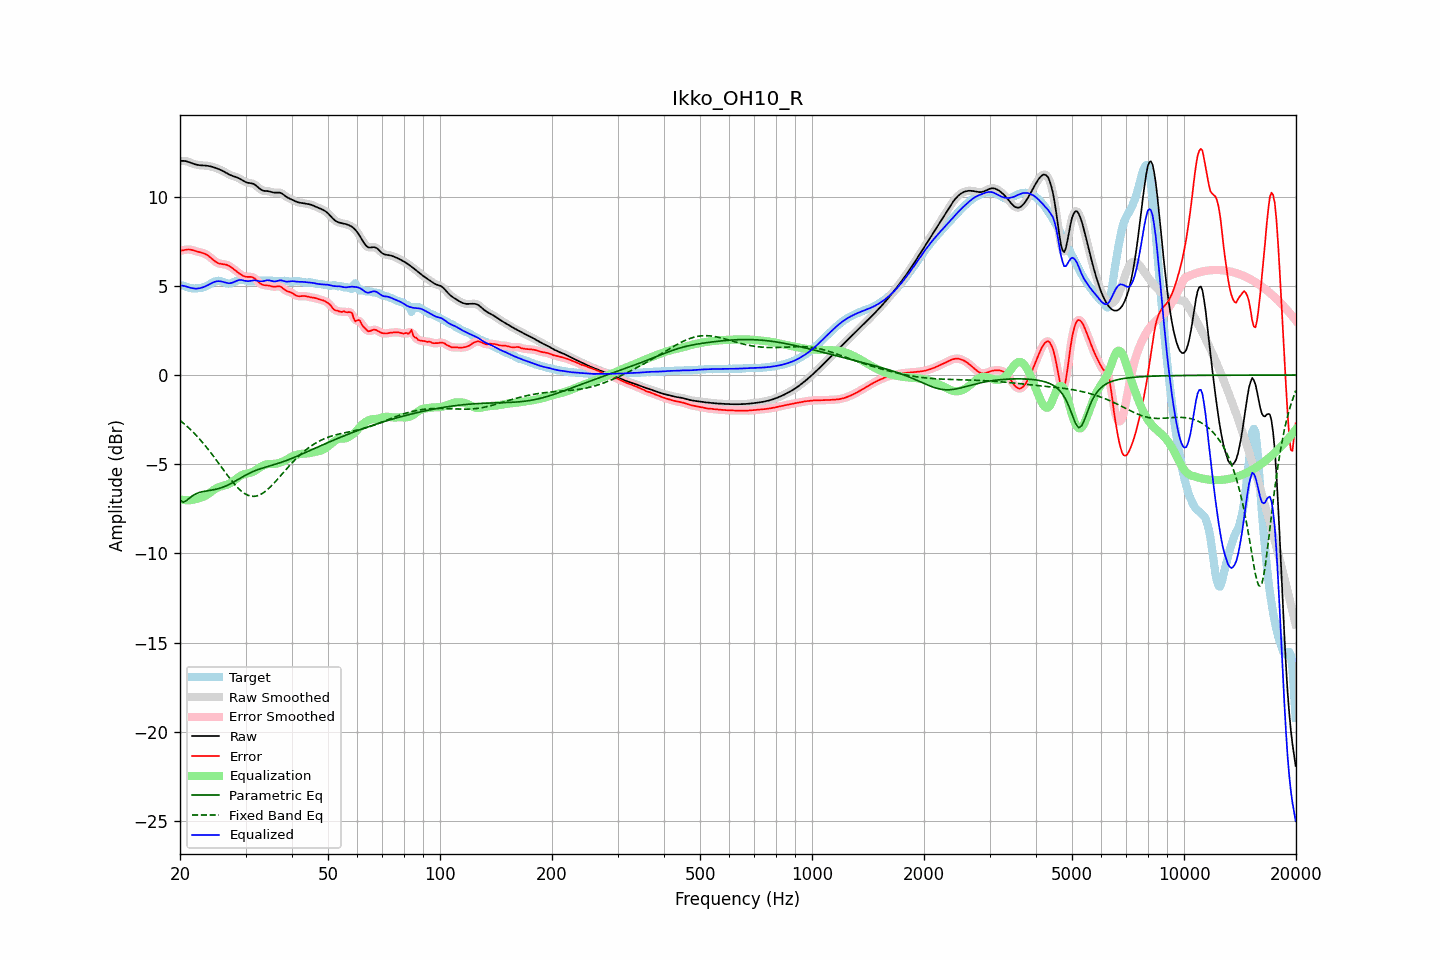 Ikko_OH10_R
Amplitude (dBr)
10
5
0
−5
−10
−15
−20
−25
Target
Raw Smoothed
Error Smoothed
Raw
Error
Equalization
Parametric Eq
Fixed Band Eq
Equalized
20 50 100 200 500 1000 2000 5000 10000 20000
Frequency (Hz)